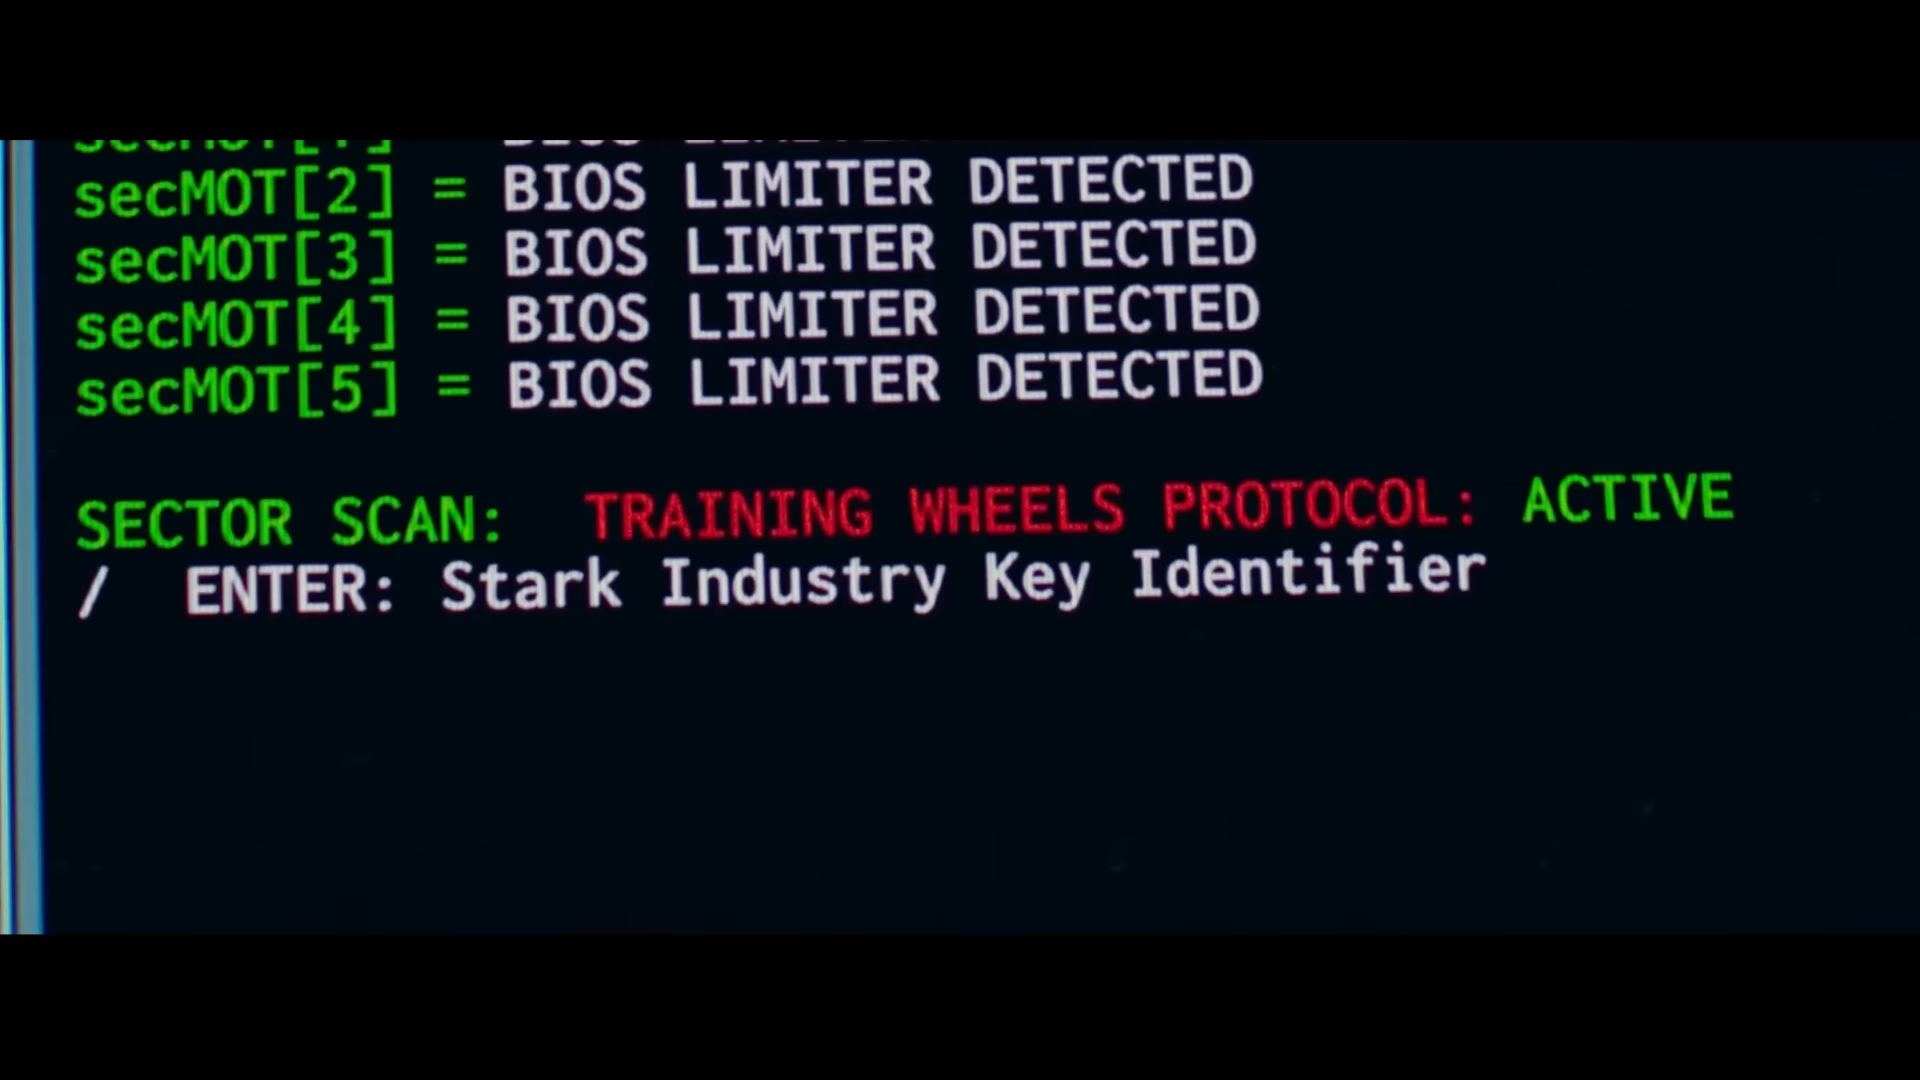 secMOT[2] = BIOS LIMITER DETECTED
secMOT[3] = BIOS LIMITER DETECTED
secMOT[4] = BIOS LIMITER DETECTED
secMOT[5] = BIOS LIMITER DETECTED
SECTOR SCAN: TRAINING WHEELS PROTOCOL: ACTIVE
/ ENTER: Stark Industry Key Identifier